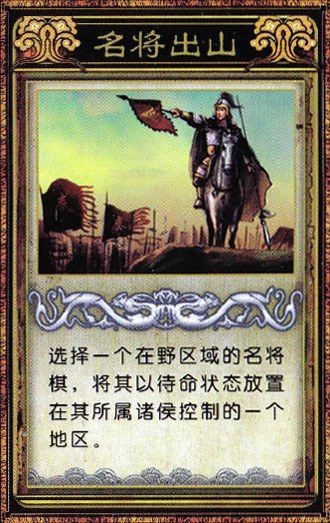 名将出山
选择一个在野区域的名将
棋，将其以待命状态放置
在其所属诸侯控制的一个
地区。